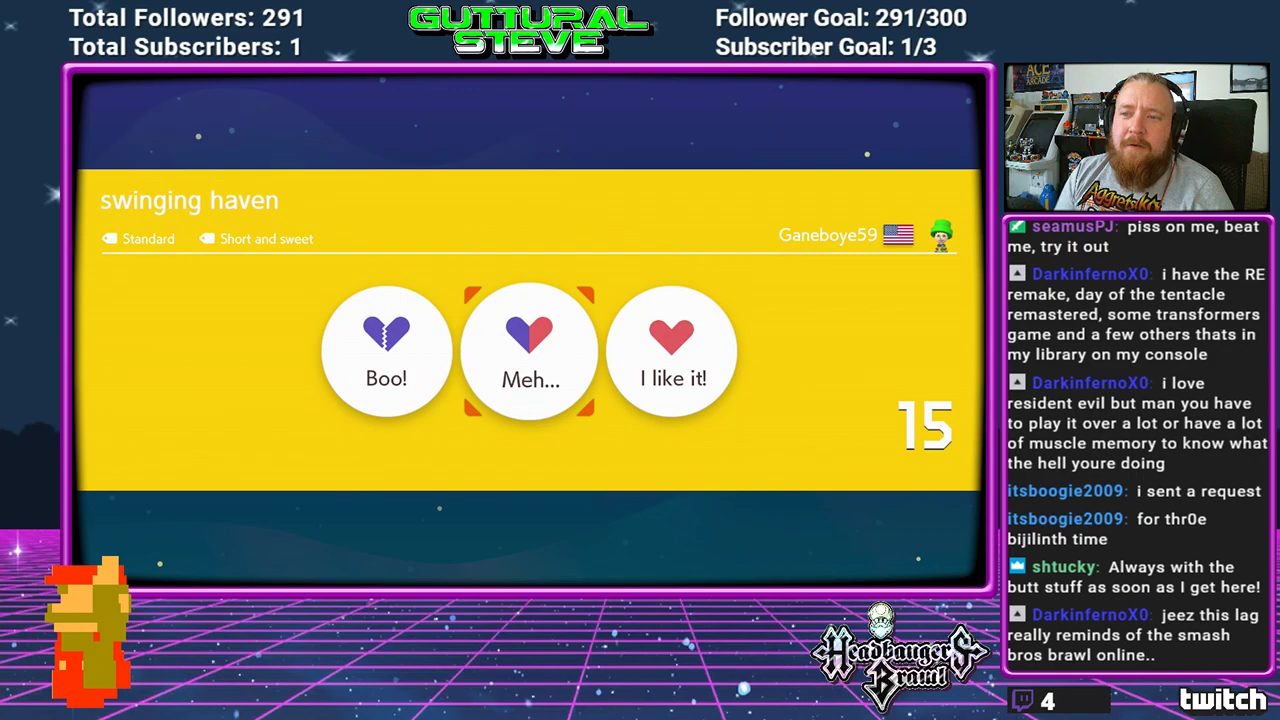 Total Followers: 291
Total Subscribers: 1
GUTTURAL
STEVE
Follower Goal: 291/300
Subscriber Goal: 1/3
swinging haven
Standard
Short and sweet
Ganeboye59
Boo!
Meh...
I like it!
15
ACE
ARCADE
Aggretsuko
seamusPJ: piss on me, beat
me, try it out
DarkinfernoX0: i have the RE
remake, day of the tentacle
remastered, some transformers
game and a few others thats in
my library on my console
DarkinfernoX0: i love
resident evil but man you have
to play it over a lot or have a lot
of muscle memory to know what
the hell youre doing
itsboogie2009: i sent a request
itsboogie2009: for thr0e
bijilinth time
shtucky: Always with the
butt stuff as soon as I get here!
DarkinfernoX0: jeez this lag
really reminds of the smash
bros brawl online..
HeadbangerS
Brawl
4
twitch